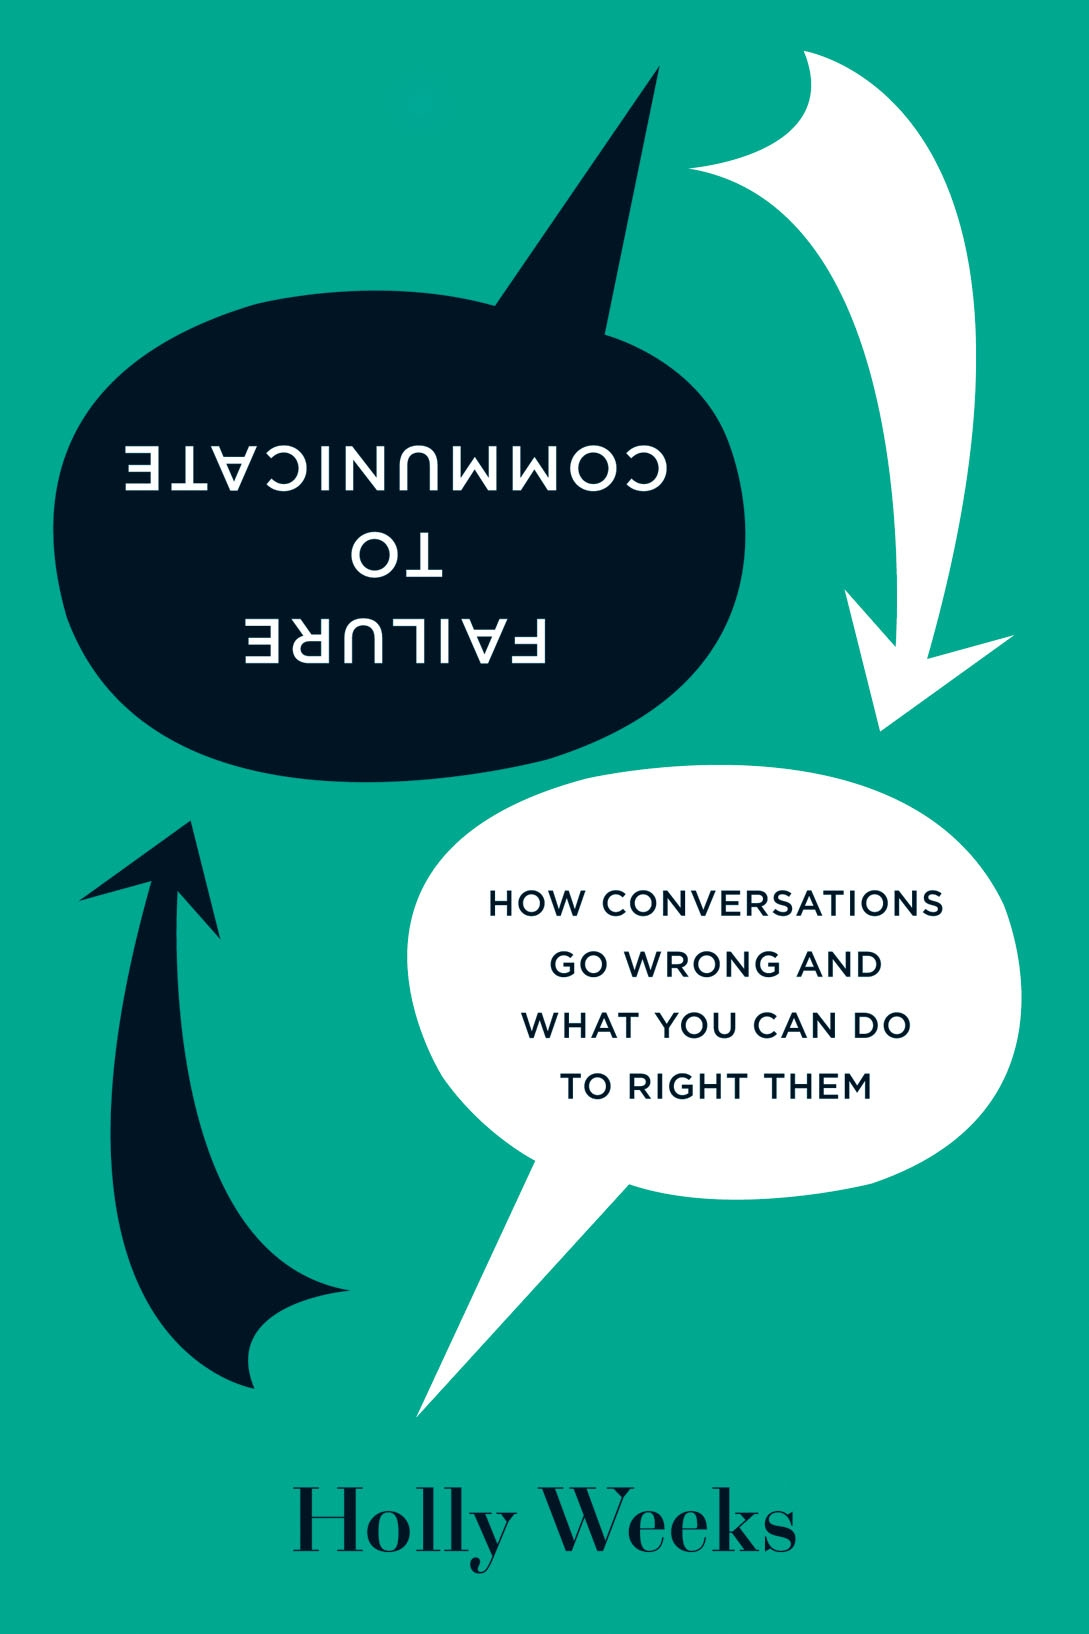 FAILURE
TO
COMMUNICATE
HOW CONVERSATIONS
GO WRONG AND
WHAT YOU CAN DO
TO RIGHT THEM
Holly Weeks